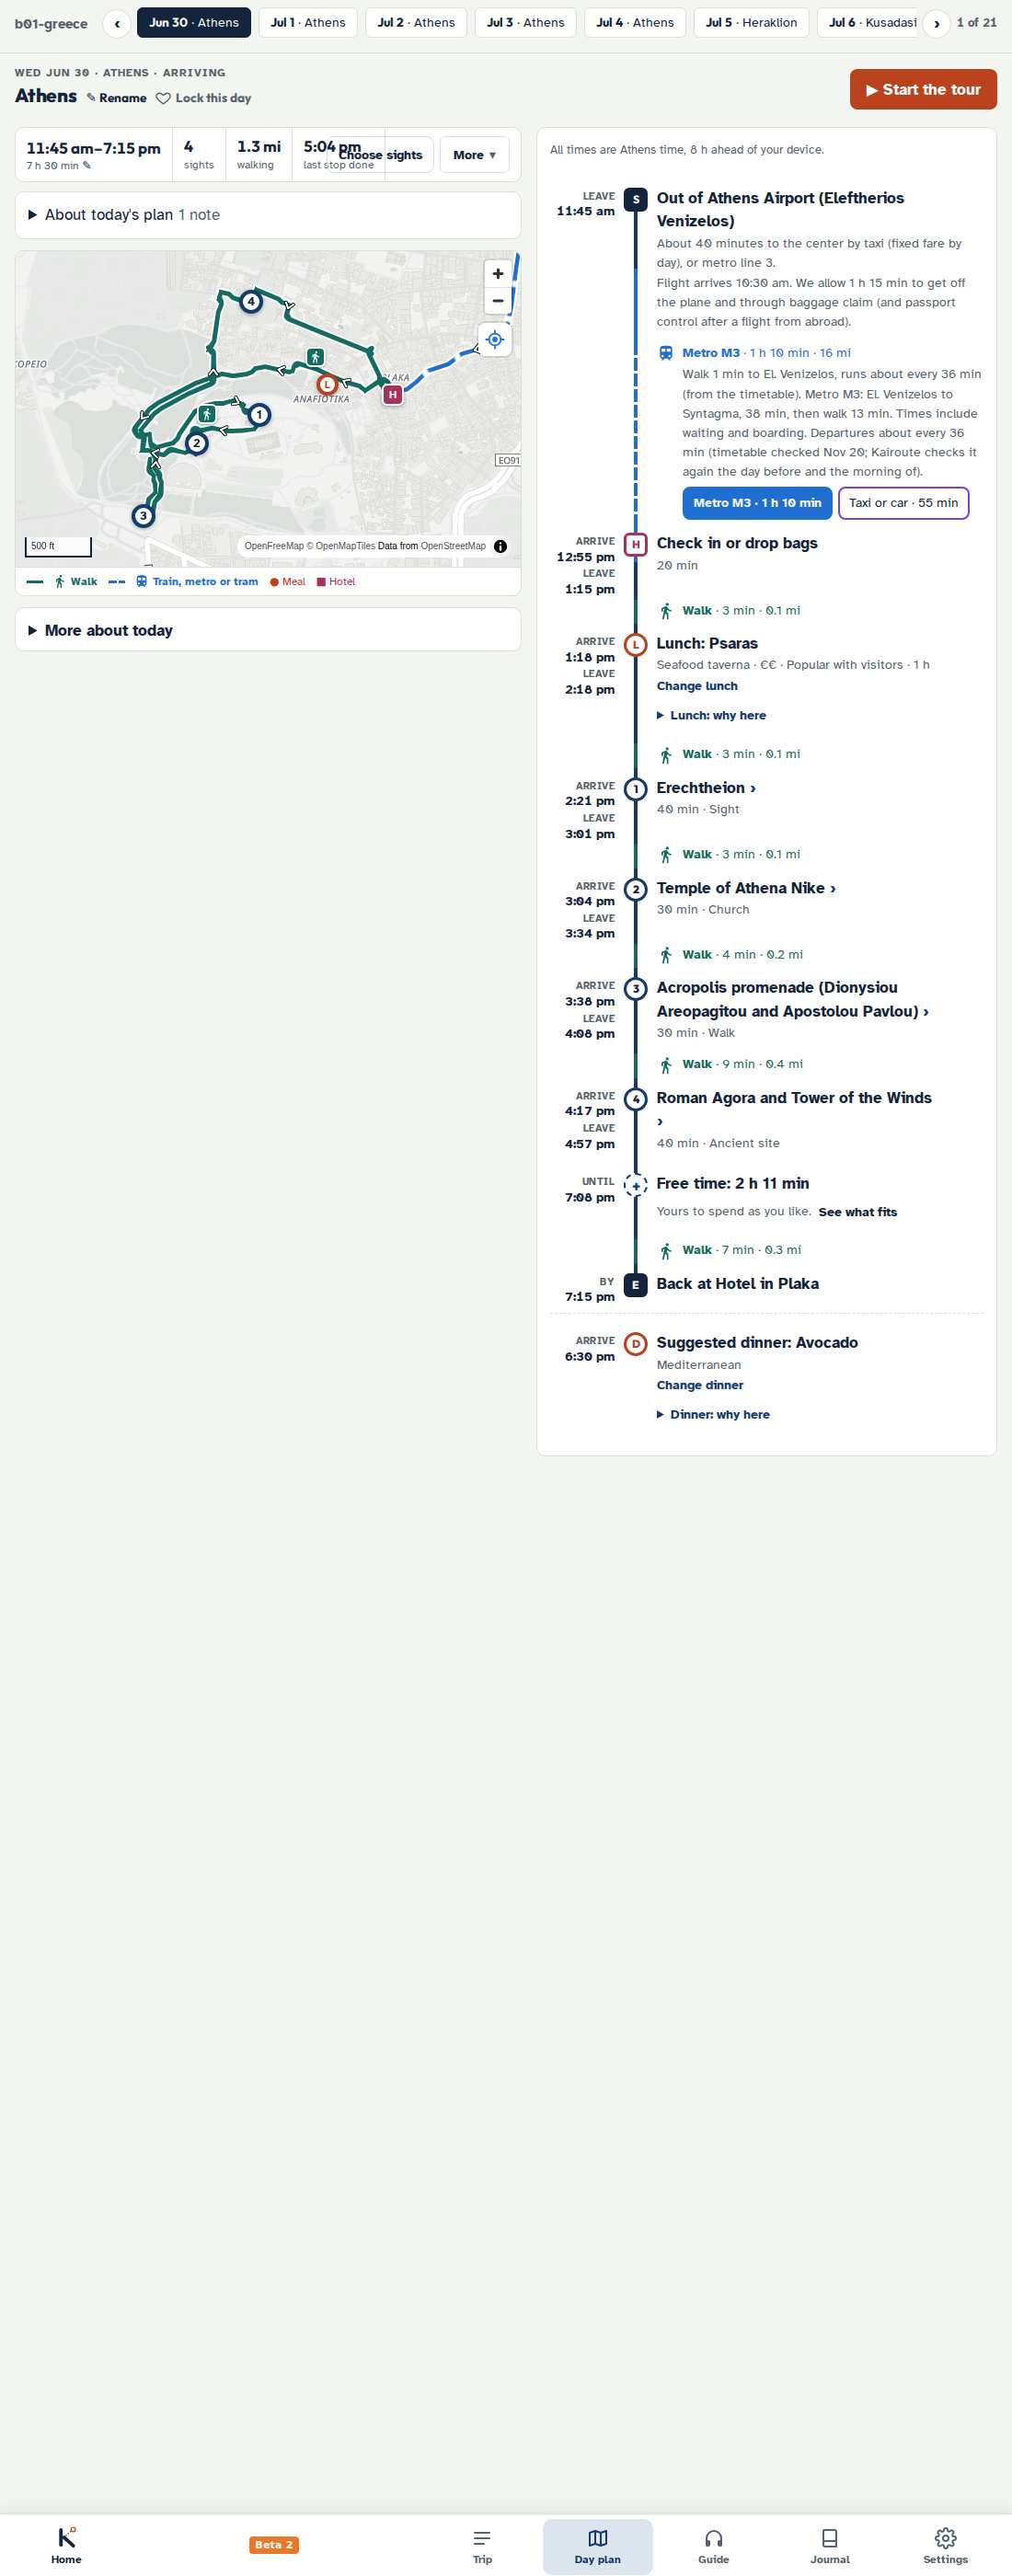 b01-greece
‹
Jun 30 · Athens
Jul 1 · Athens
Jul 2 · Athens
Jul 3 · Athens
Jul 4 · Athens
Jul 5 · Heraklion
Jul 6 · Kusadasi
›
1 of 21
WED JUN 30 · ATHENS · ARRIVING
Athens ✎ Rename Lock this day
▶ Start the tour
11:45 am–7:15 pm
7 h 30 min ✎
4
sights
1.3 mi
walking
5:04 pm
last stop done
Choose sights
More ▾
▶ About today's plan 1 note
4
L
H
1
2
3
LAKA
ANAFIOTIKA
OPEIO
EO91
+
−
500 ft
OpenFreeMap © OpenMapTiles Data from OpenStreetMap
Walk
Train, metro or tram
Meal
Hotel
▶ More about today
All times are Athens time, 8 h ahead of your device.
LEAVE
11:45 am
S
Out of Athens Airport (Eleftherios
Venizelos)
About 40 minutes to the center by taxi (fixed fare by
day), or metro line 3.
Flight arrives 10:30 am. We allow 1 h 15 min to get off
the plane and through baggage claim (and passport
control after a flight from abroad).
Metro M3 · 1 h 10 min · 16 mi
Walk 1 min to EL Venizelos, runs about every 36 min
(from the timetable). Metro M3: EL Venizelos to
Syntagma, 38 min, then walk 13 min. Times include
waiting and boarding. Departures about every 36
min (timetable checked Nov 20; Kairoute checks it
again the day before and the morning of).
Metro M3 · 1 h 10 min
Taxi or car · 55 min
ARRIVE
12:55 pm
LEAVE
1:15 pm
H
Check in or drop bags
20 min
Walk · 3 min · 0.1 mi
ARRIVE
1:18 pm
LEAVE
2:18 pm
L
Lunch: Psaras
Seafood taverna · €€ · Popular with visitors · 1 h
Change lunch
▶ Lunch: why here
Walk · 3 min · 0.1 mi
ARRIVE
2:21 pm
LEAVE
3:01 pm
1
Erechtheion ›
40 min · Sight
Walk · 3 min · 0.1 mi
ARRIVE
3:04 pm
LEAVE
3:34 pm
2
Temple of Athena Nike ›
30 min · Church
Walk · 4 min · 0.2 mi
ARRIVE
3:38 pm
LEAVE
4:08 pm
3
Acropolis promenade (Dionysiou
Areopagitou and Apostolou Pavlou) ›
30 min · Walk
Walk · 9 min · 0.4 mi
ARRIVE
4:17 pm
LEAVE
4:57 pm
4
Roman Agora and Tower of the Winds
›
40 min · Ancient site
UNTIL
7:08 pm
+
Free time: 2 h 11 min
Yours to spend as you like. See what fits
Walk · 7 min · 0.3 mi
BY
7:15 pm
E
Back at Hotel in Plaka
ARRIVE
6:30 pm
D
Suggested dinner: Avocado
Mediterranean
Change dinner
▶ Dinner: why here
Home
Beta 2
Trip
Day plan
Guide
Journal
Settings